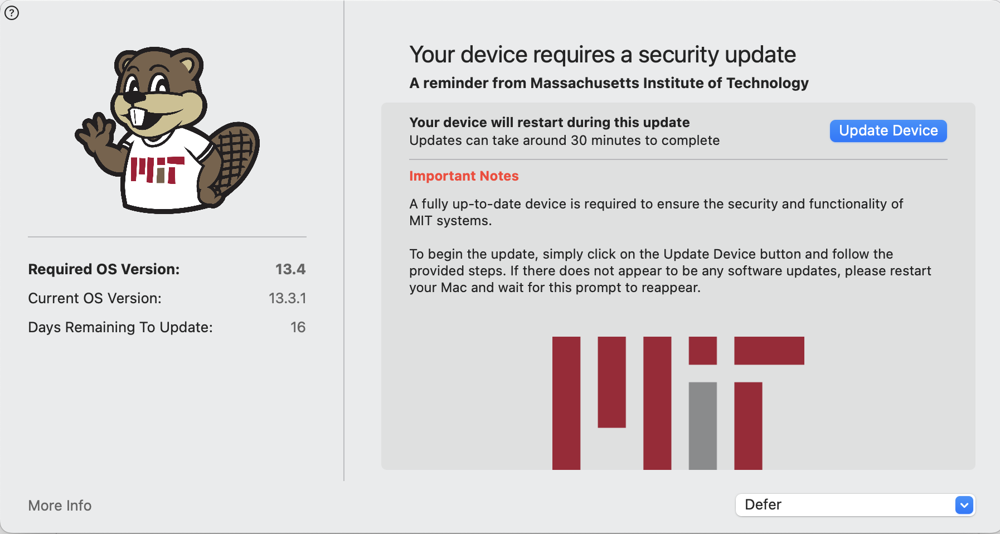 ?
MIT
Required OS Version: 13.4
Current OS Version: 13.3.1
Days Remaining To Update: 16
More Info
Your device requires a security update
A reminder from Massachusetts Institute of Technology
Your device will restart during this update
Updates can take around 30 minutes to complete
Update Device
Important Notes
A fully up-to-date device is required to ensure the security and functionality of
MIT systems.
To begin the update, simply click on the Update Device button and follow the
provided steps. If there does not appear to be any software updates, please restart
your Mac and wait for this prompt to reappear.
MiT
Defer